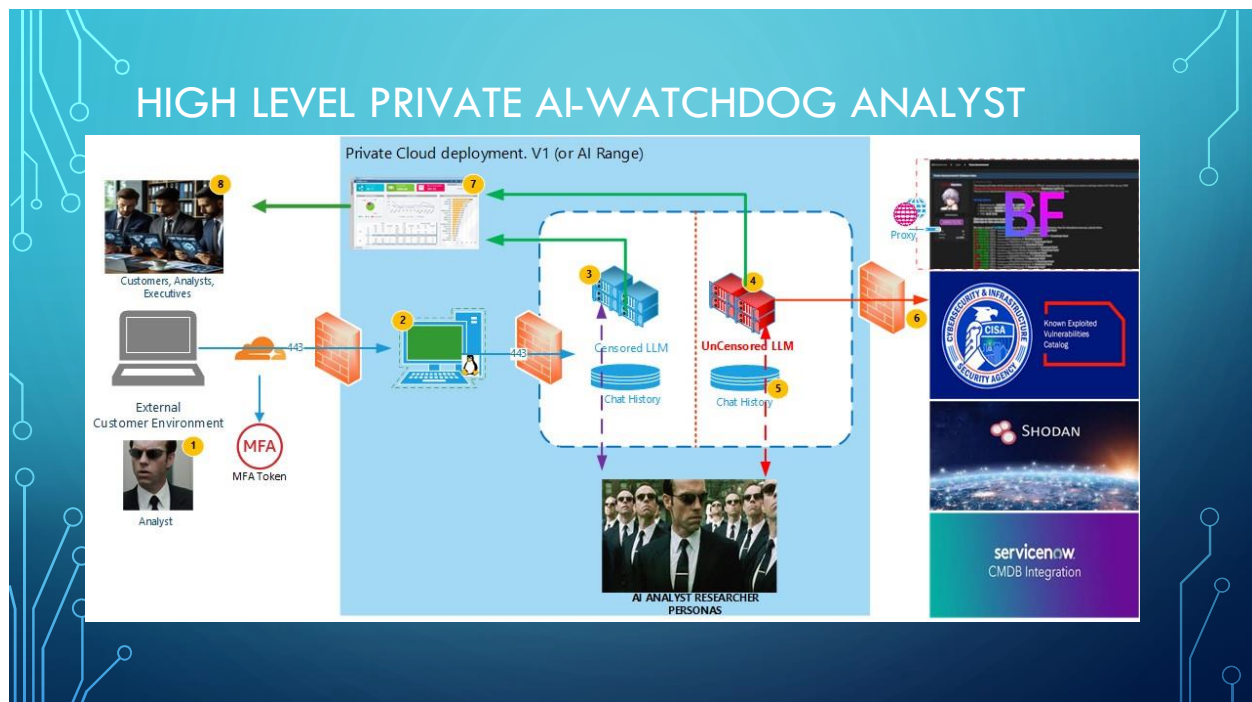 HIGH LEVEL PRIVATE AI-WATCHDOG ANALYST
Private Cloud deployment. V1 (or AI Range)
8
Customers, Analysts,
Executives
7
443
External
Customer Environment
1
Analyst
MFA
MFA Token
2
443
3
Censored LLM
Chat History
4
UnCensored LLM
5
Chat History
AI ANALYST RESEARCHER
PERSONAS
6
Proxy
BF
CYBERSECURITY & INFRASTRUCTURE
SECURITY AGENCY
CISA
Known Exploited
Vulnerabilities
Catalog
SHODAN
servicenow
CMDB Integration